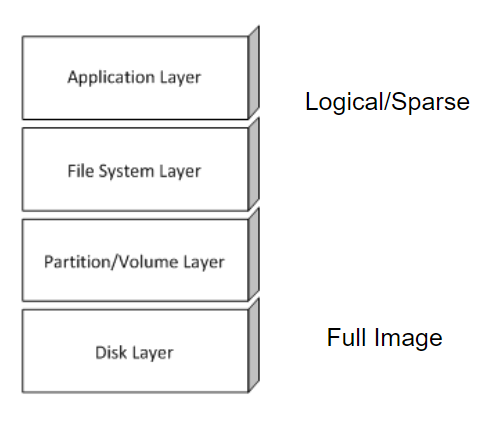 Application Layer
Logical/Sparse
File System Layer
Partition/Volume Layer
Disk Layer
Full Image